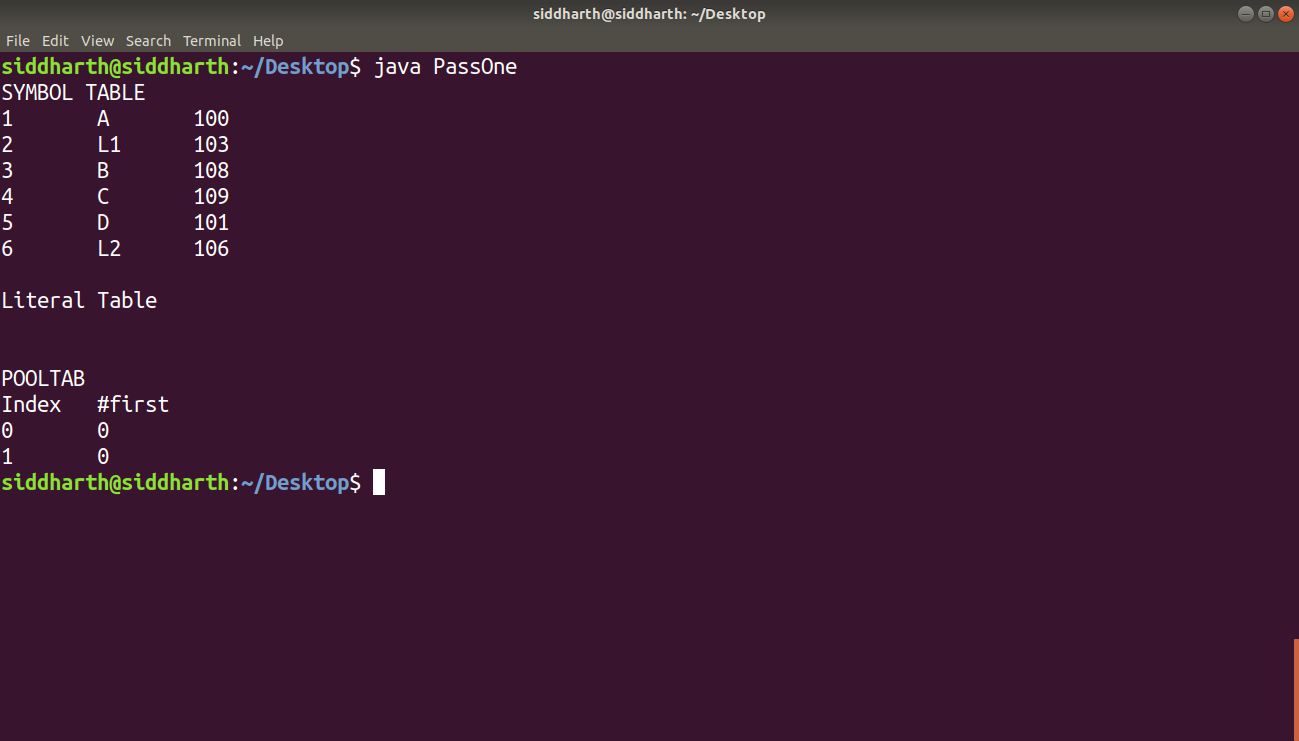 siddharth@siddharth: ~/Desktop
File Edit View Search Terminal Help
siddharth@siddharth:~/Desktop$ java PassOne
SYMBOL TABLE
1       A       100
2       L1      103
3       B       108
4       C       109
5       D       101
6       L2      106
Literal Table
POOLTAB
Index   #first
0       0
1       0
siddharth@siddharth:~/Desktop$